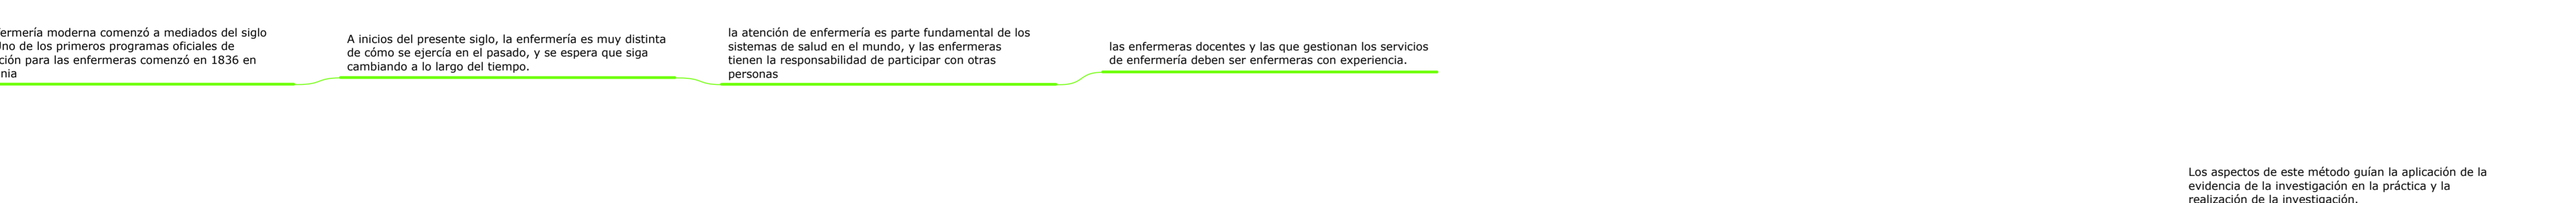 moderna comenzó a mediados del siglo
de los primeros programas oficiales de
para las enfermeras comenzó en 1836 en
A inicios del presente siglo, la enfermería es muy distinta
de cómo se ejercía en el pasado, y se espera que siga
cambiando a lo largo del tiempo.
la atención de enfermería es parte fundamental de los
sistemas de salud en el mundo, y las enfermeras
tienen la responsabilidad de participar con otras
personas
las enfermeras docentes y las que gestionan los servicios
de enfermería deben ser enfermeras con experiencia.
Los aspectos de este método guían la aplicación de la
evidencia de la investigación en la práctica y la
realización de la investigación.